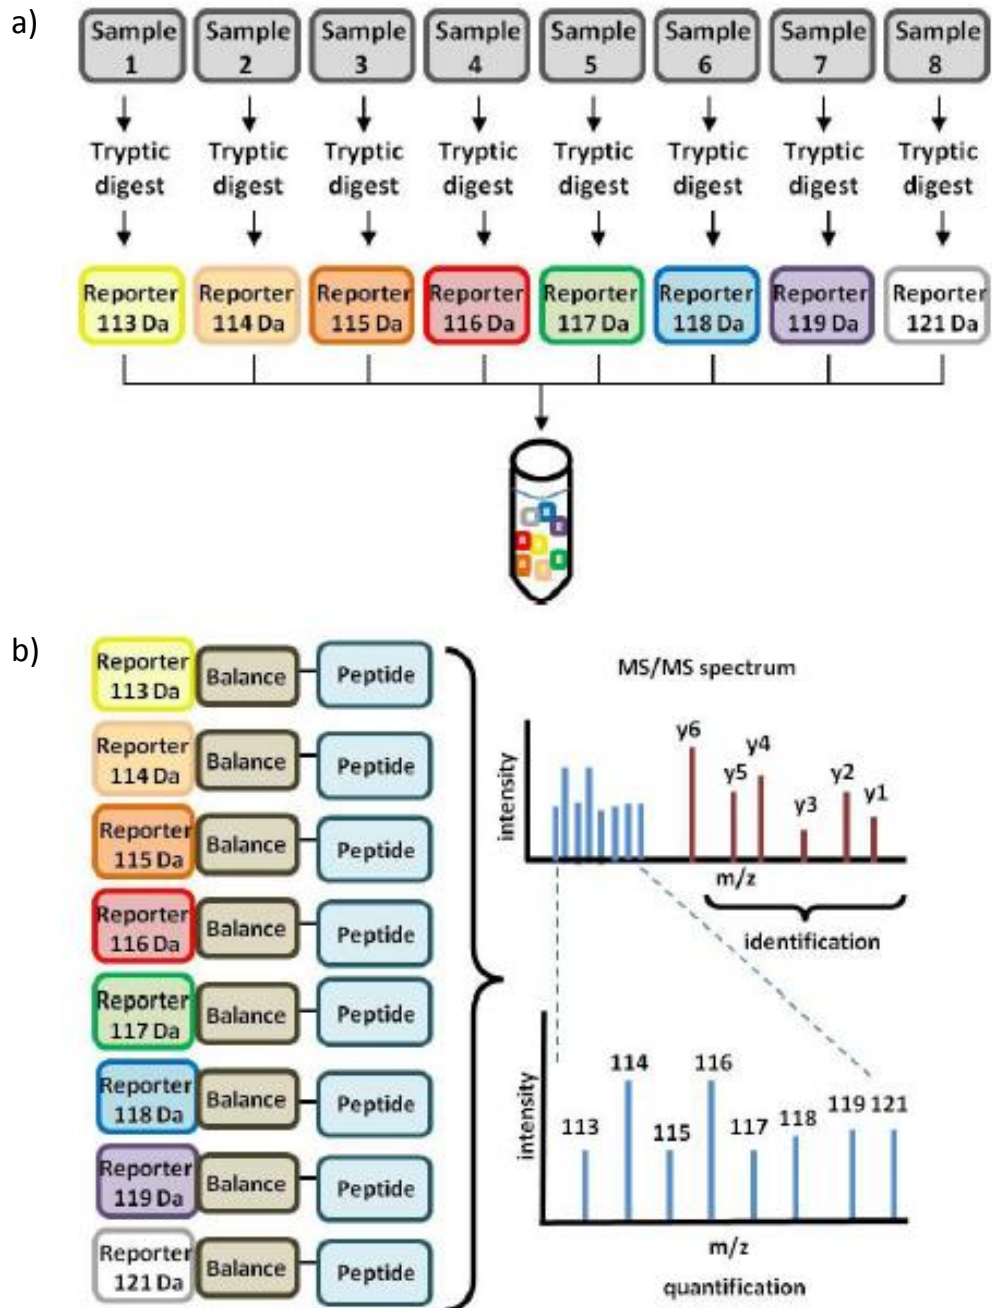 a)
Sample 1
Sample 2
Sample 3
Sample 4
Sample 5
Sample 6
Sample 7
Sample 8
Tryptic digest
Tryptic digest
Tryptic digest
Tryptic digest
Tryptic digest
Tryptic digest
Tryptic digest
Tryptic digest
Reporter 113 Da
Reporter 114 Da
Reporter 115 Da
Reporter 116 Da
Reporter 117 Da
Reporter 118 Da
Reporter 119 Da
Reporter 121 Da
b)
Reporter 113 Da
Balance
Peptide
Reporter 114 Da
Balance
Peptide
Reporter 115 Da
Balance
Peptide
Reporter 116 Da
Balance
Peptide
Reporter 117 Da
Balance
Peptide
Reporter 118 Da
Balance
Peptide
Reporter 119 Da
Balance
Peptide
Reporter 121 Da
Balance
Peptide
MS/MS spectrum
intensity
y6
y5
y4
y3
y2
y1
m/z
identification
intensity
113
114
115
116
117
118
119
121
m/z
quantification